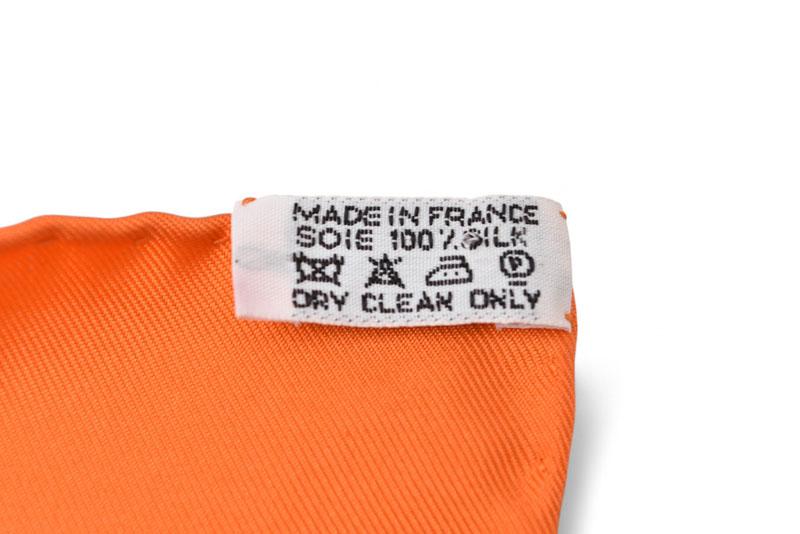 MADE IN FRANCE
SOIE 100% SILK
P
DRY CLEAN ONLY